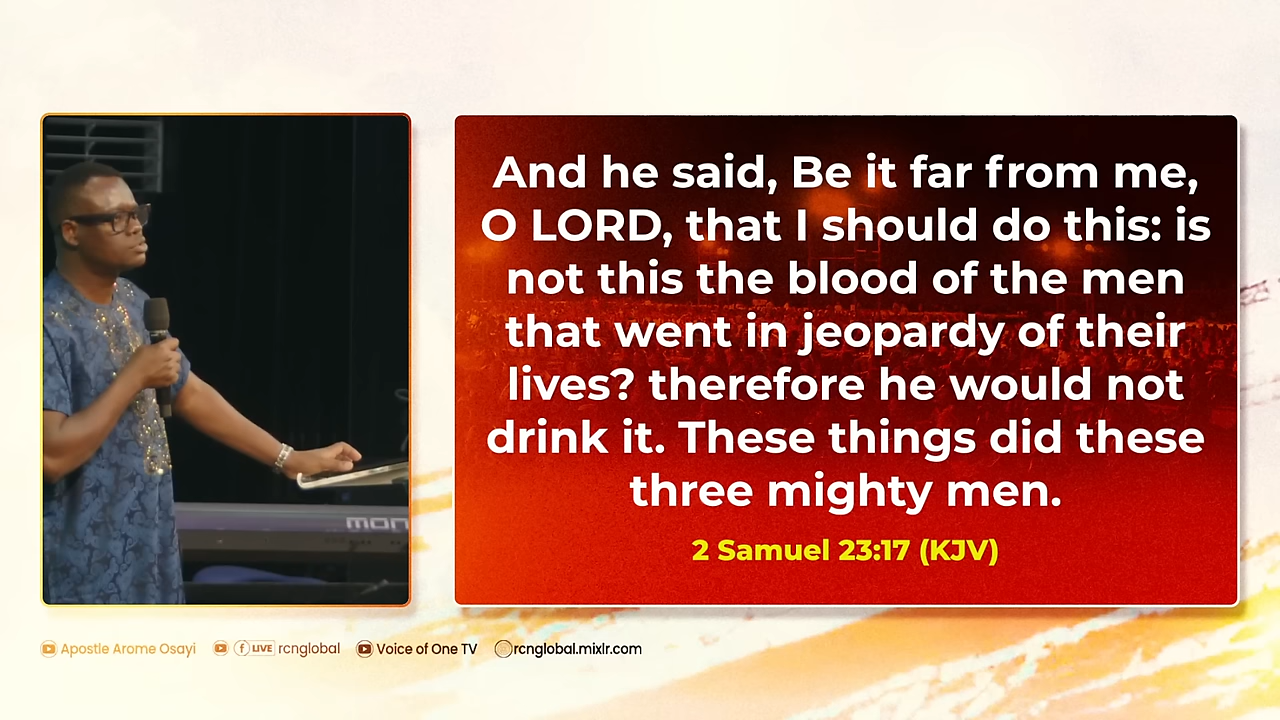 And he said, Be it far from me,
O LORD, that I should do this: is
not this the blood of the men
that went in jeopardy of their
lives? therefore he would not
drink it. These things did these
three mighty men.
2 Samuel 23:17 (KJV)
Apostle Arome Osayi
LIVE rcnglobal
Voice of One TV
rcnglobal.mixlr.com